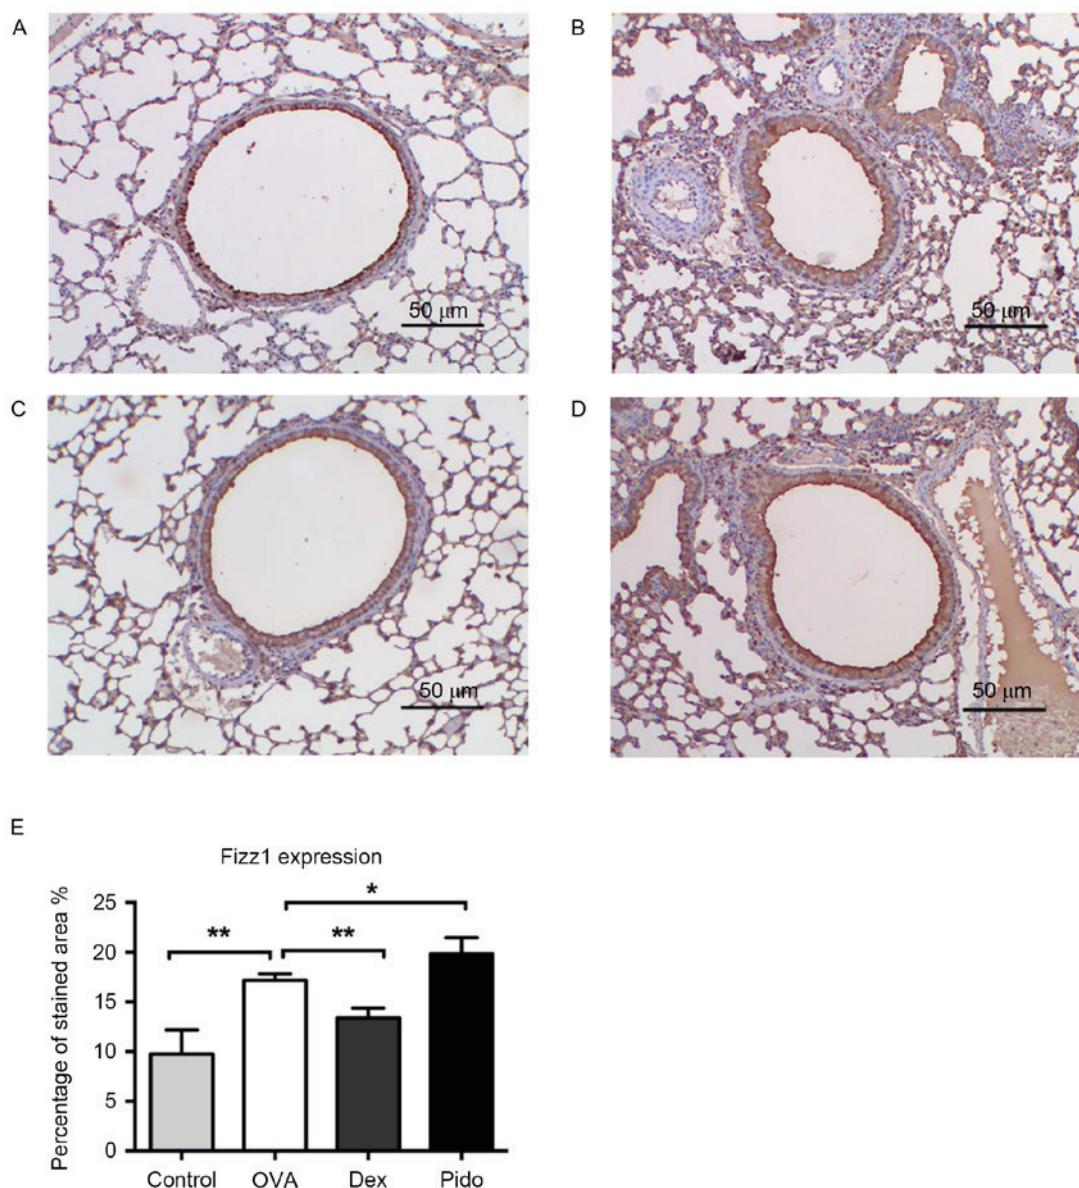 A
B
50 µm
50 µm
C
D
50 µm
50 µm
E
Fizz1 expression
Percentage of stained area %
25
20
15
10
5
0
*
**
**
Control OVA Dex Pido